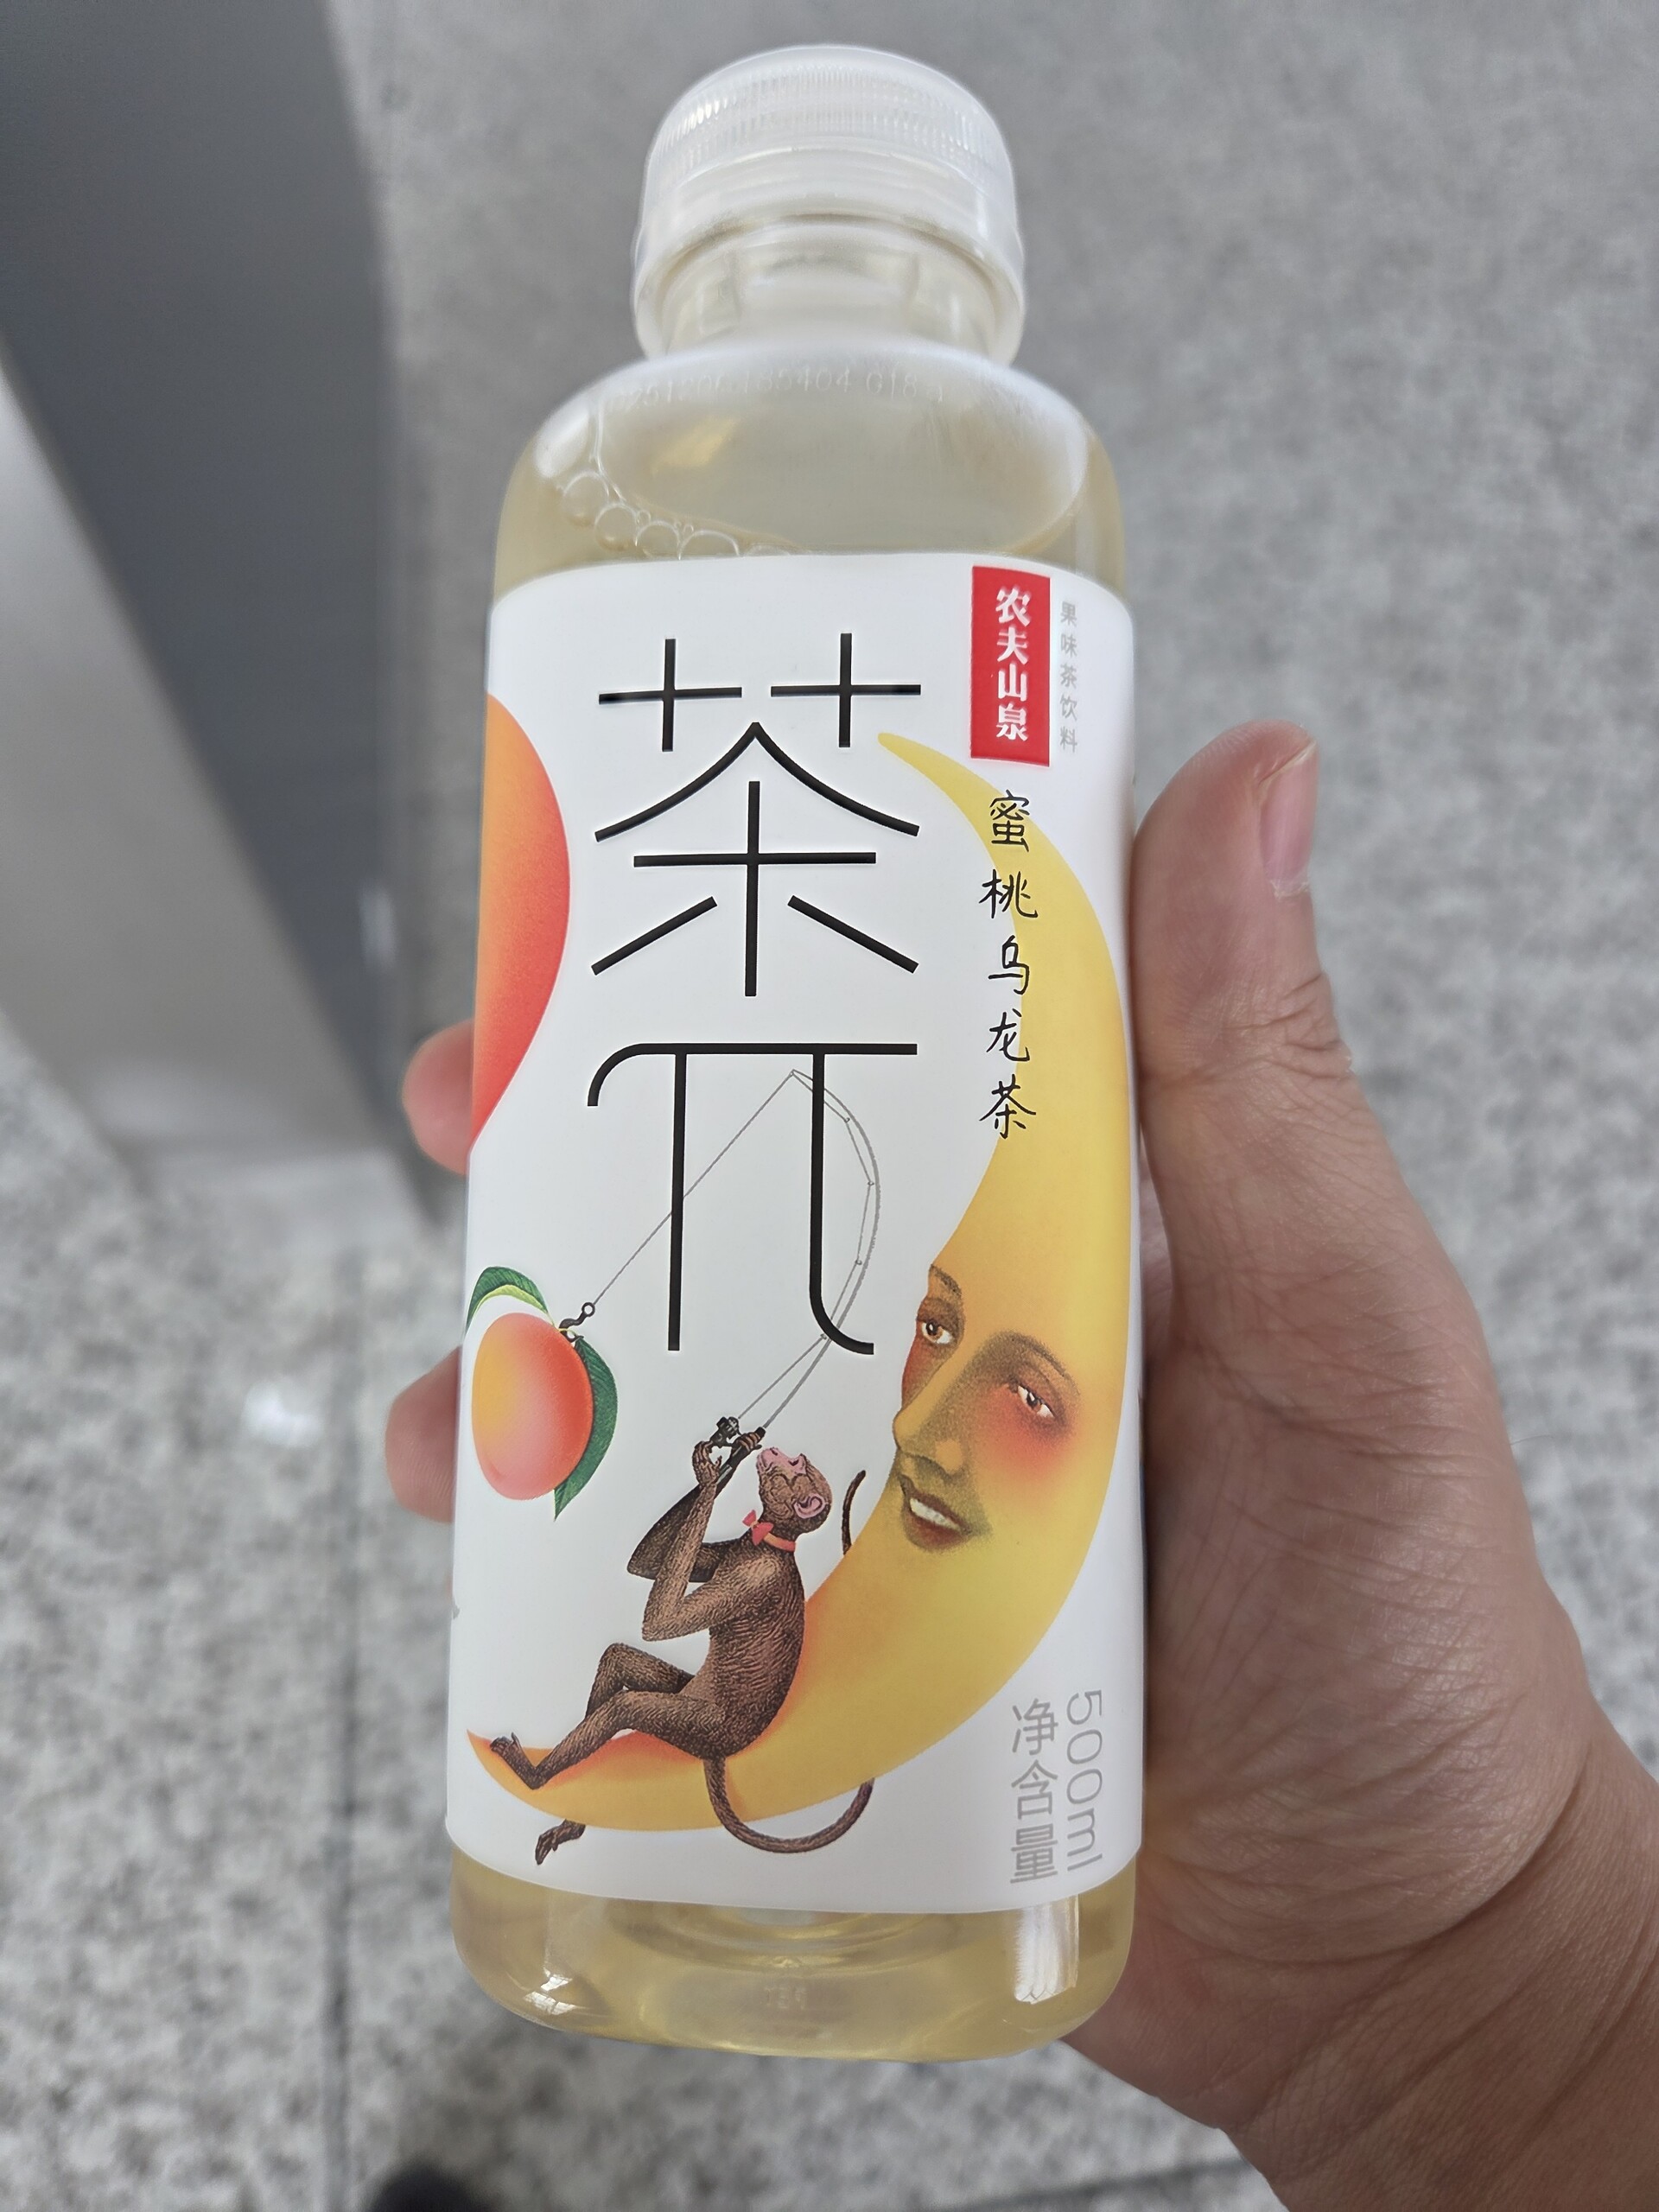 茶
π
农夫山泉
果味茶饮料
蜜桃乌龙茶
净含量
500ml